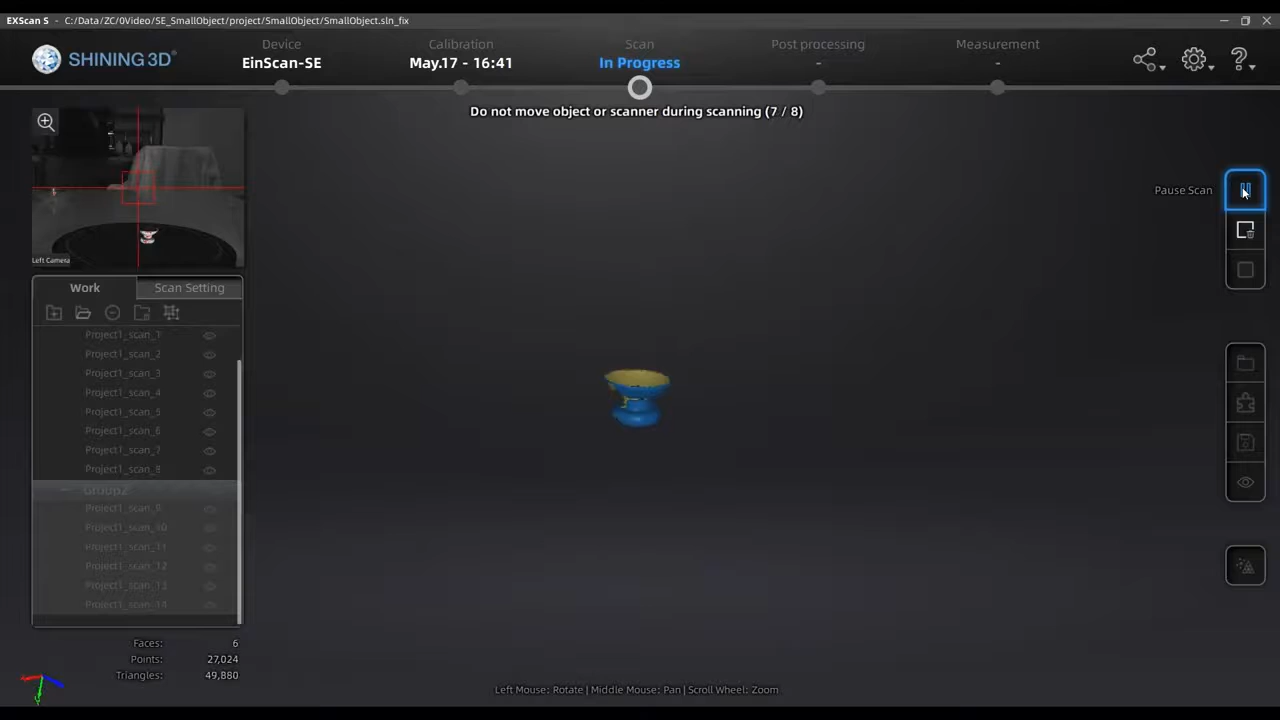 EXScan S - C:/Data/ZC/0Video/SE_SmallObject/project/SmallObject/SmallObject.sln_fix
SHINING 3D®
Device
EinScan-SE
Calibration
May.17 - 16:41
Scan
In Progress
Post processing
-
Measurement
-
Do not move object or scanner during scanning (7 / 8)
Left Camera
Pause Scan
Work
Scan Setting
Project1_scan_1
Project1_scan_2
Project1_scan_3
Project1_scan_4
Project1_scan_5
Project1_scan_6
Project1_scan_7
Project1_scan_8
Group2
Project1_scan_9
Project1_scan_10
Project1_scan_11
Project1_scan_12
Project1_scan_13
Project1_scan_14
Faces: 6
Points: 27,024
Triangles: 49,880
Left Mouse: Rotate | Middle Mouse: Pan | Scroll Wheel: Zoom